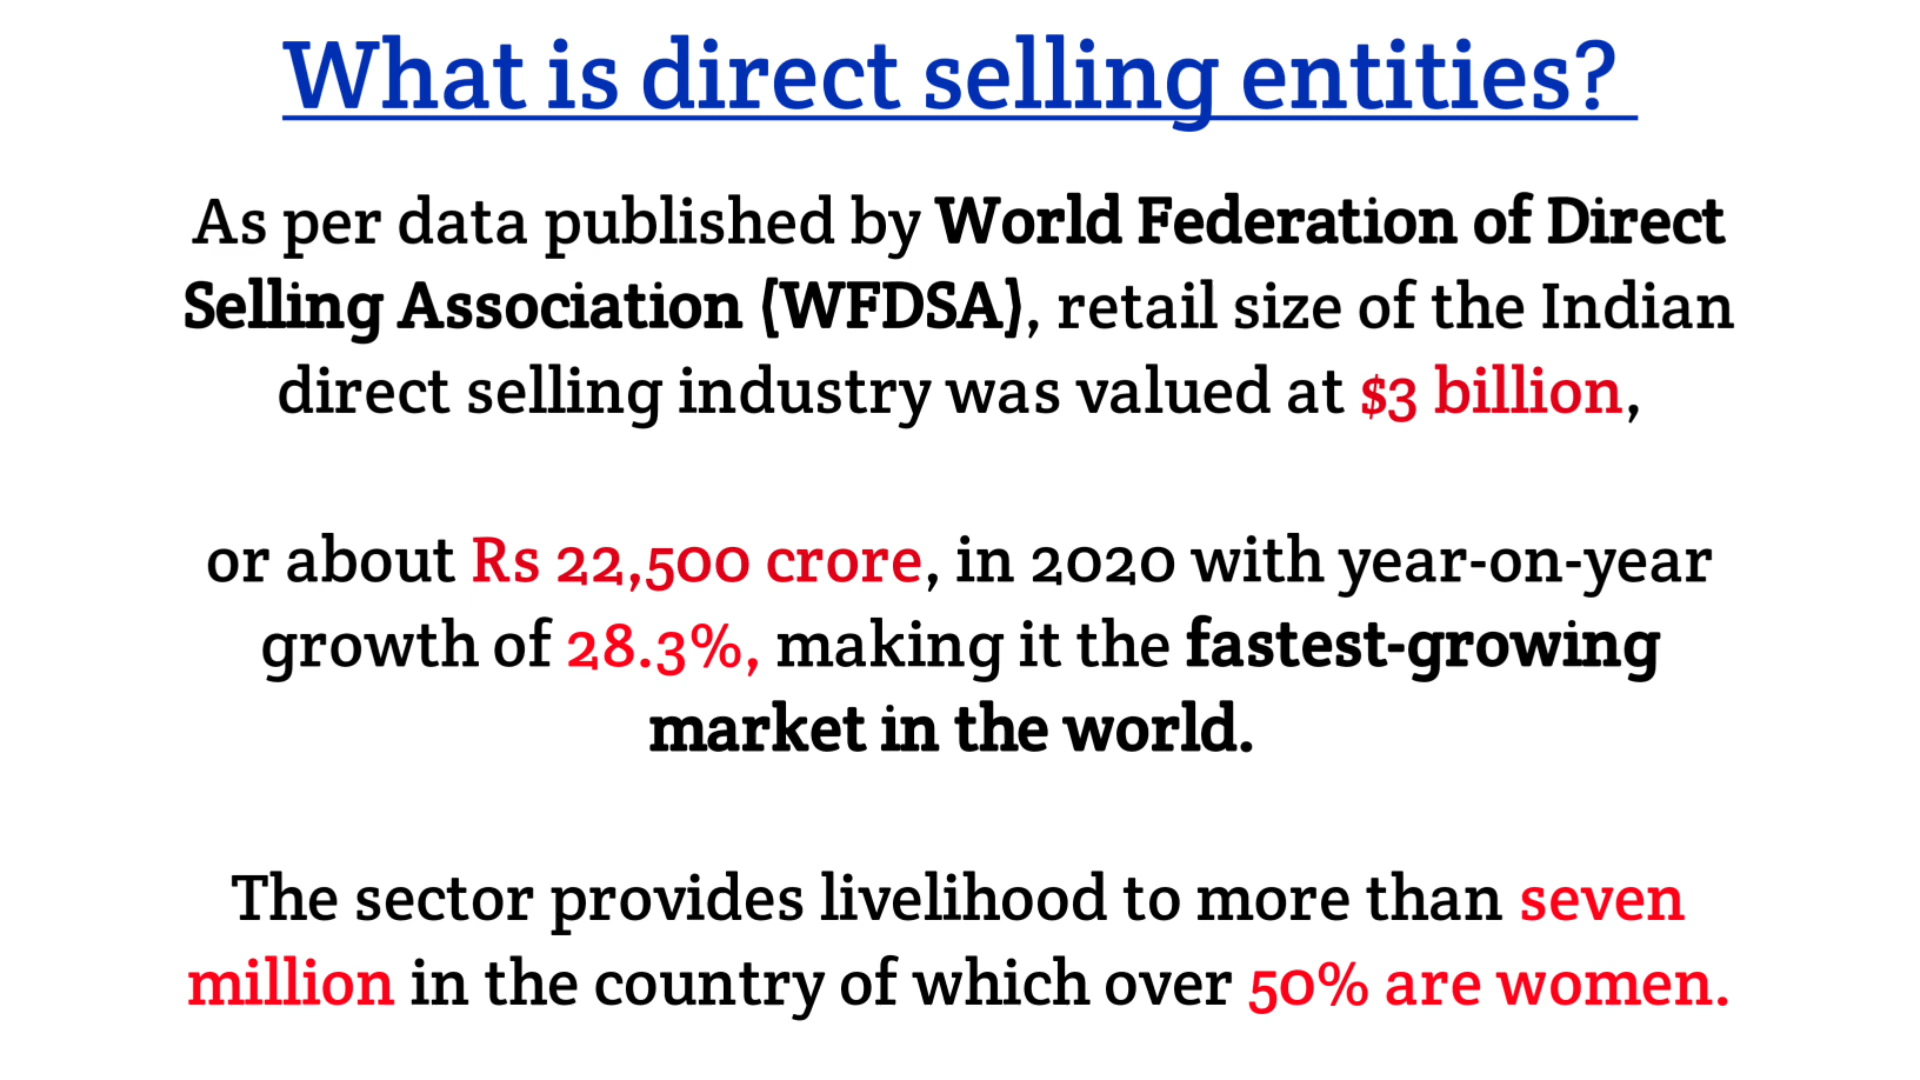 What is direct selling entities?
As per data published by World Federation of Direct
Selling Association (WFDSA), retail size of the Indian
direct selling industry was valued at $3 billion,
or about Rs 22,500 crore, in 2020 with year-on-year
growth of 28.3%, making it the fastest-growing
market in the world.
The sector provides livelihood to more than seven
million in the country of which over 50% are women.